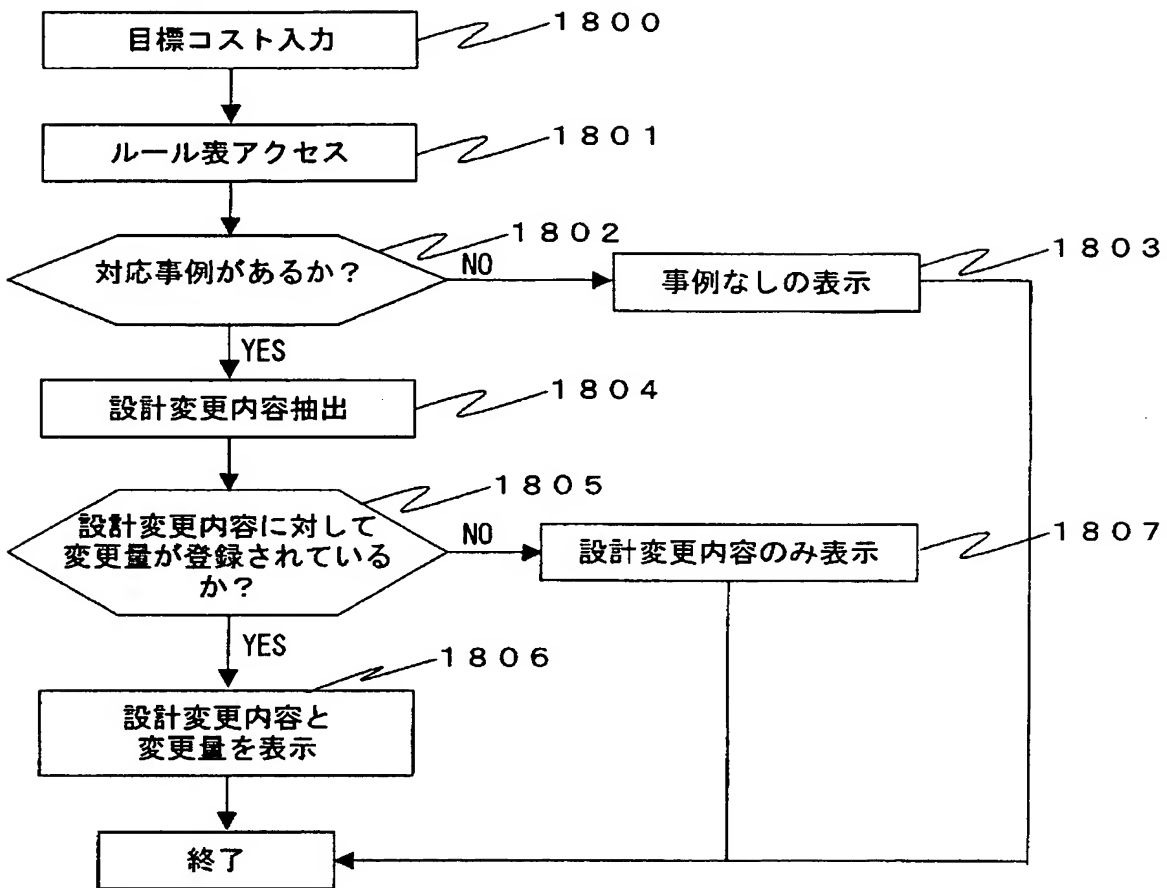 目標コスト入力
１８００
ルール表アクセス
１８０１
対応事例があるか？
１８０２
NO
事例なしの表示
１８０３
YES
設計変更内容抽出
１８０４
設計変更内容に対して
変更量が登録されている
か？
１８０５
NO
設計変更内容のみ表示
１８０７
YES
設計変更内容と
変更量を表示
１８０６
終了